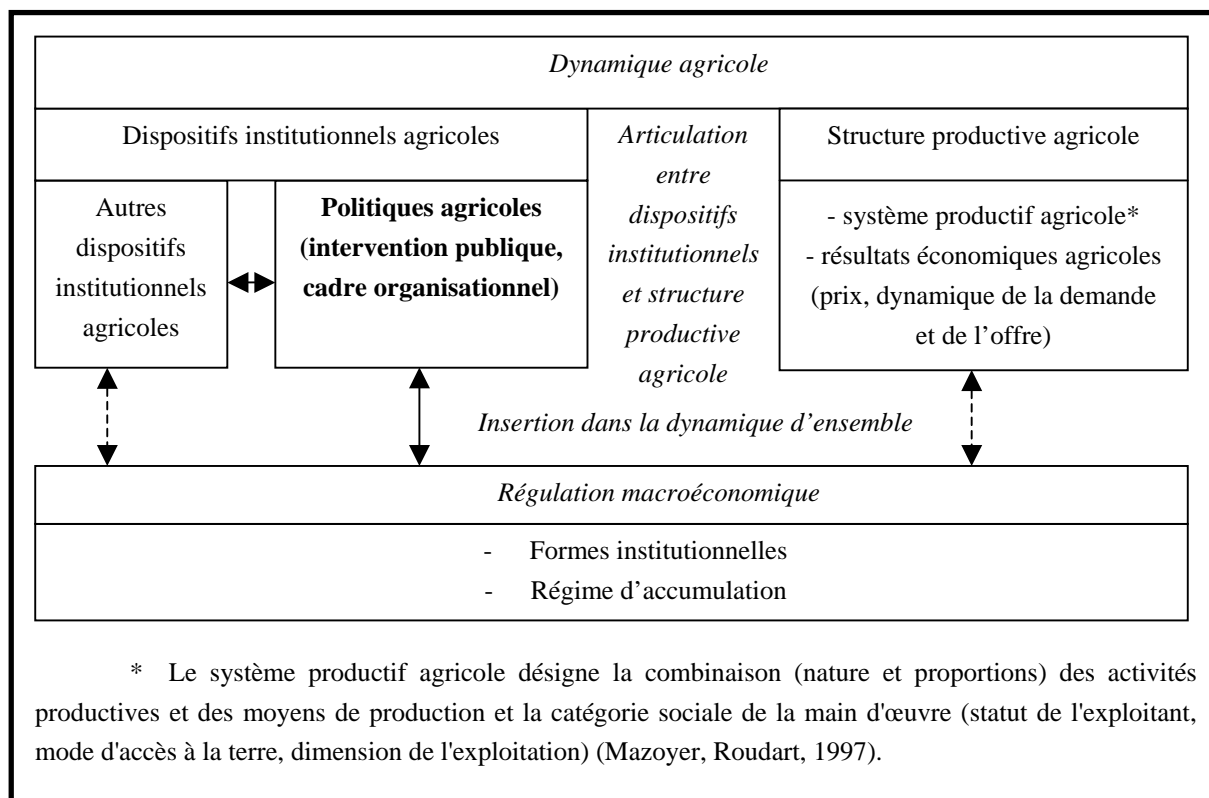 Dynamique agricole
Dispositifs institutionnels agricoles
Autres
dispositifs
institutionnels
agricoles
Politiques agricoles
(intervention publique,
cadre organisationnel)
Articulation
entre
dispositifs
institutionnels
et structure
productive
agricole
Structure productive agricole
- système productif agricole*
- résultats économiques agricoles
(prix, dynamique de la demande
et de l’offre)
Insertion dans la dynamique d’ensemble
Régulation macroéconomique
- Formes institutionnelles
- Régime d’accumulation
* Le système productif agricole désigne la combinaison (nature et proportions) des activités
productives et des moyens de production et la catégorie sociale de la main d'œuvre (statut de l'exploitant,
mode d'accès à la terre, dimension de l'exploitation) (Mazoyer, Roudart, 1997).